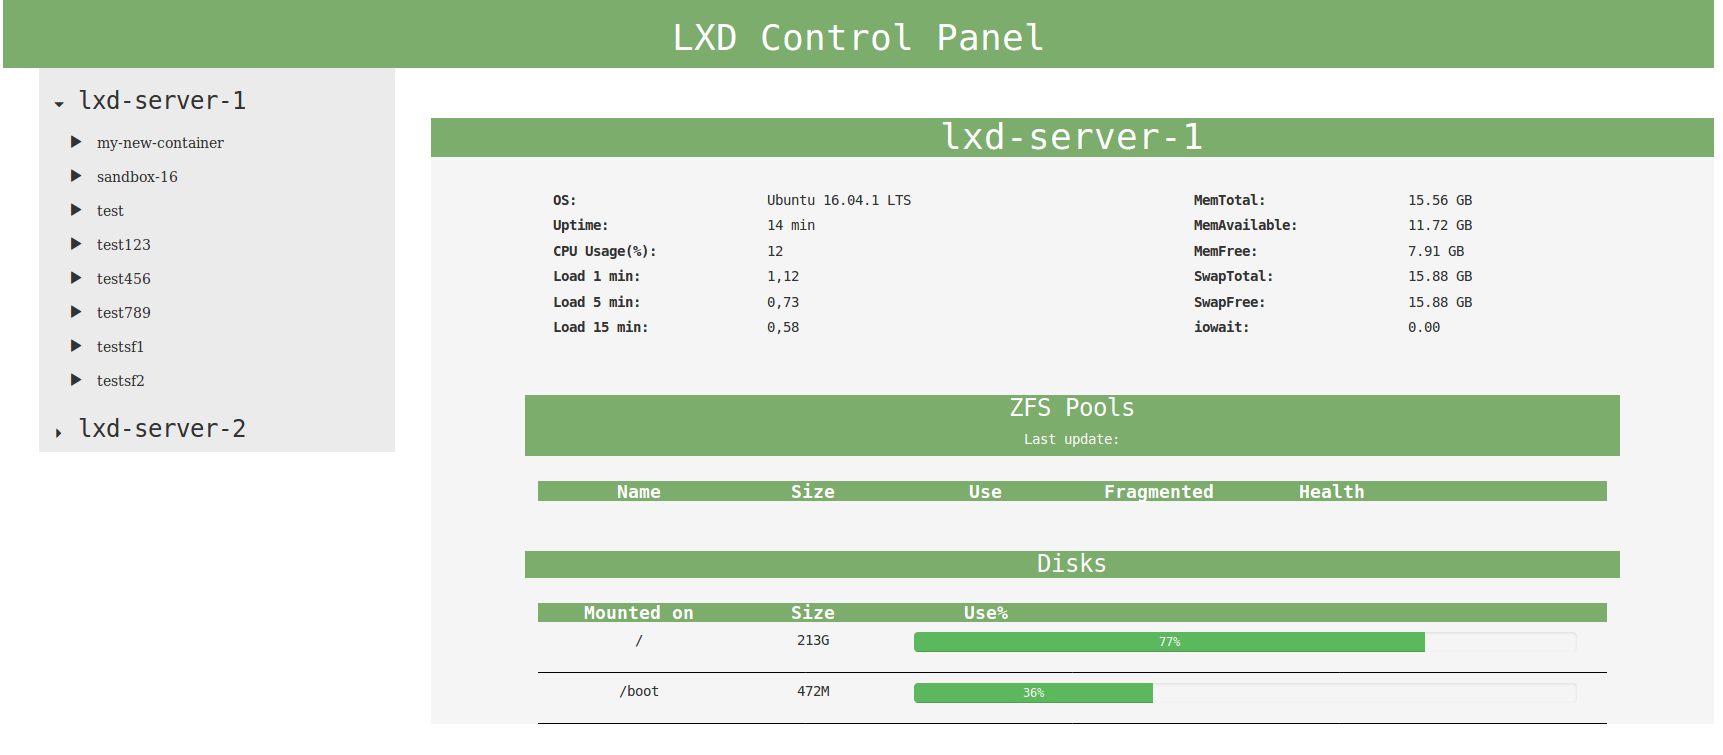 LXD Control Panel
lxd-server-1
my-new-container
sandbox-16
test
test123
test456
test789
testsf1
testsf2
lxd-server-2
lxd-server-1
OS: Ubuntu 16.04.1 LTS MemTotal: 15.56 GB
Uptime: 14 min MemAvailable: 11.72 GB
CPU Usage(%): 12 MemFree: 7.91 GB
Load 1 min: 1,12 SwapTotal: 15.88 GB
Load 5 min: 0,73 SwapFree: 15.88 GB
Load 15 min: 0,58 iowait: 0.00
ZFS Pools
Last update:
Name Size Use Fragmented Health
Disks
Mounted on Size Use%
/ 213G 77%
/boot 472M 36%